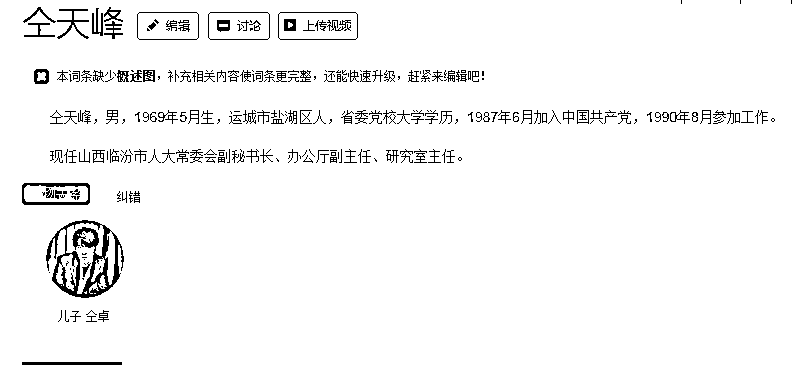 仝天峰 编辑 讨论 上传视频
本词条缺少概述图，补充相关内容使词条更完整，还能快速升级，赶紧来编辑吧！
仝天峰，男，1969年5月生，运城市盐湖区人，省委党校大学学历，1987年6月加入中国共产党，1990年8月参加工作。
现任山西临汾市人大常委会副秘书长、办公厅副主任、研究室主任。
纠错
儿子 仝卓